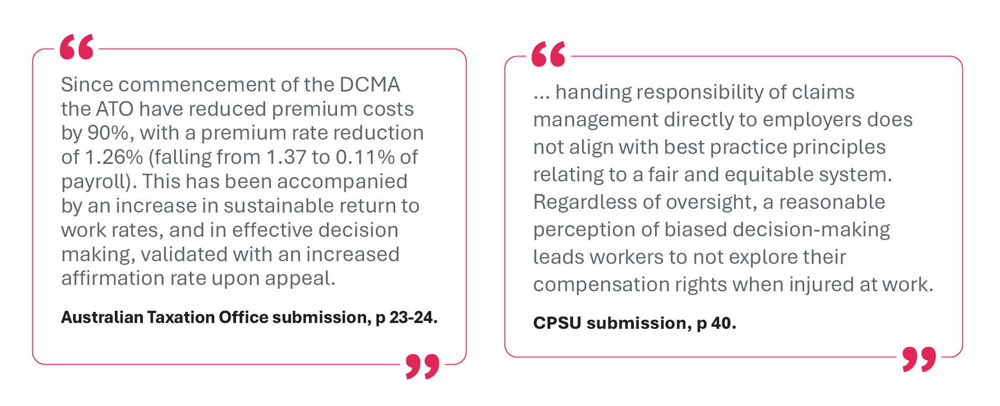 “
Since commencement of the DCMA
the ATO have reduced premium costs
by 90%, with a premium rate reduction
of 1.26% (falling from 1.37 to 0.11% of
payroll). This has been accompanied
by an increase in sustainable return to
work rates, and in effective decision
making, validated with an increased
affirmation rate upon appeal.
Australian Taxation Office submission, p 23-24.
”
“
... handing responsibility of claims
management directly to employers does
not align with best practice principles
relating to a fair and equitable system.
Regardless of oversight, a reasonable
perception of biased decision-making
leads workers to not explore their
compensation rights when injured at work.
CPSU submission, p 40.
”